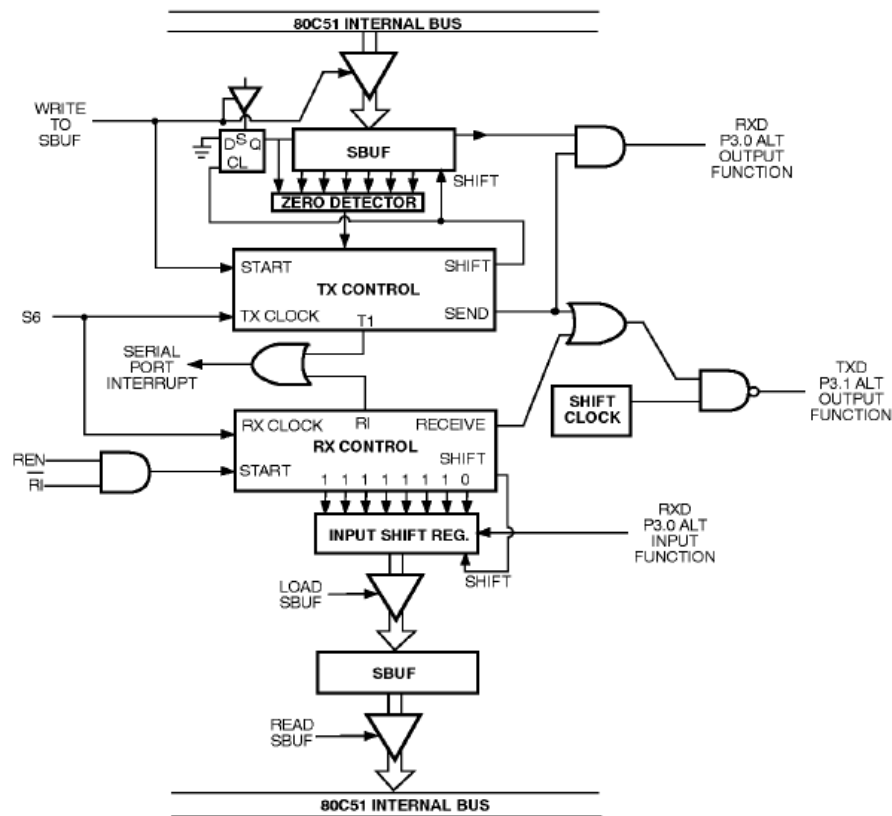 80C51 INTERNAL BUS
WRITE
TO
SBUF
D S Q
CL
SBUF
SHIFT
ZERO DETECTOR
RXD
P3.0 ALT
OUTPUT
FUNCTION
START
SHIFT
TX CONTROL
TX CLOCK
T1
SEND
S6
SERIAL
PORT
INTERRUPT
SHIFT
CLOCK
TXD
P3.1 ALT
OUTPUT
FUNCTION
RX CLOCK
RI
RECEIVE
RX CONTROL
SHIFT
START
1 1 1 1 1 1 1 0
REN
RI
INPUT SHIFT REG.
RXD
P3.0 ALT
INPUT
FUNCTION
SHIFT
LOAD
SBUF
SBUF
READ
SBUF
80C51 INTERNAL BUS